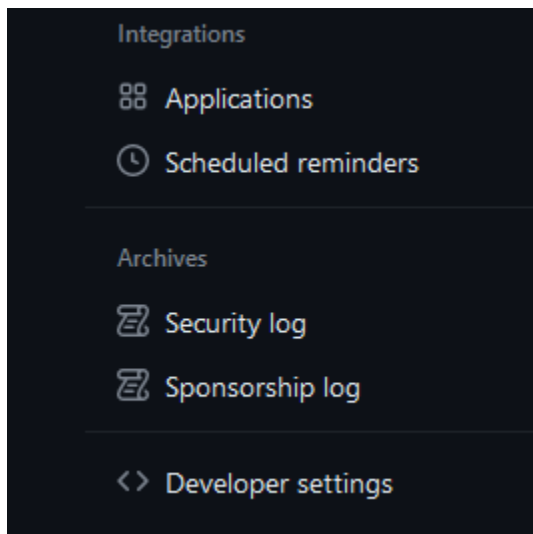 Integrations
Applications
Scheduled reminders
Archives
Security log
Sponsorship log
Developer settings